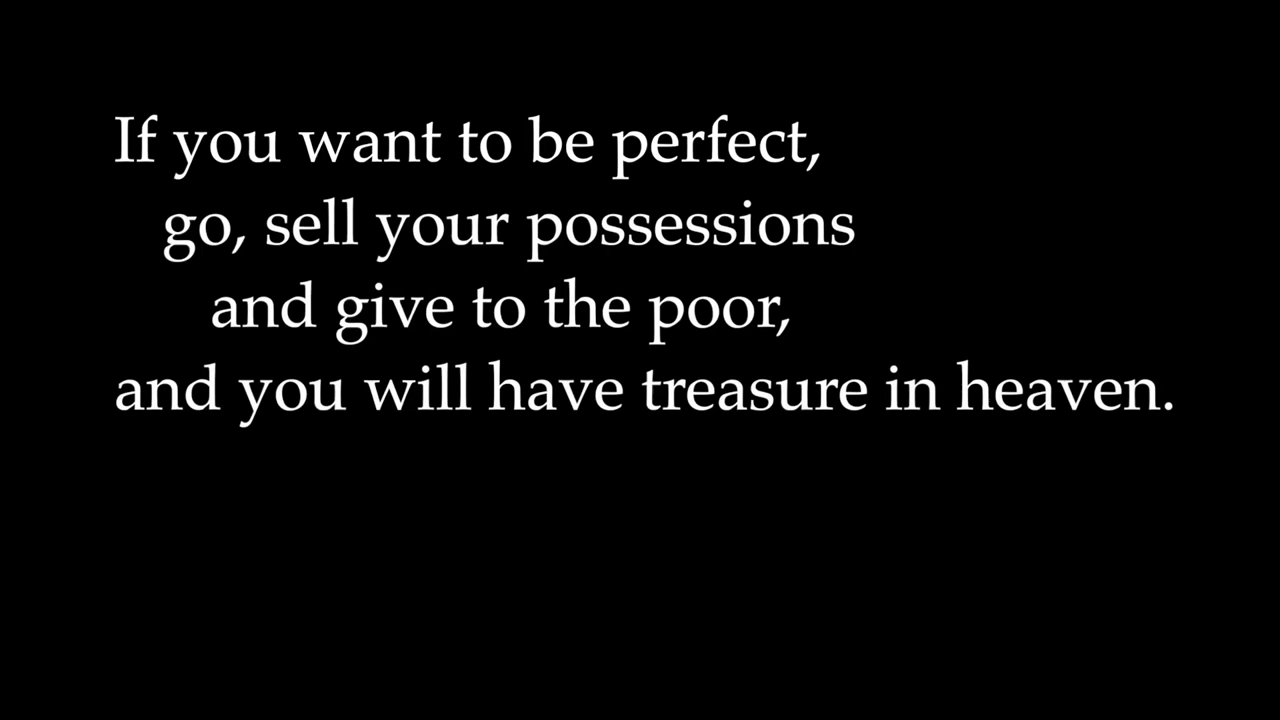 If you want to be perfect,
go, sell your possessions
and give to the poor,
and you will have treasure in heaven.